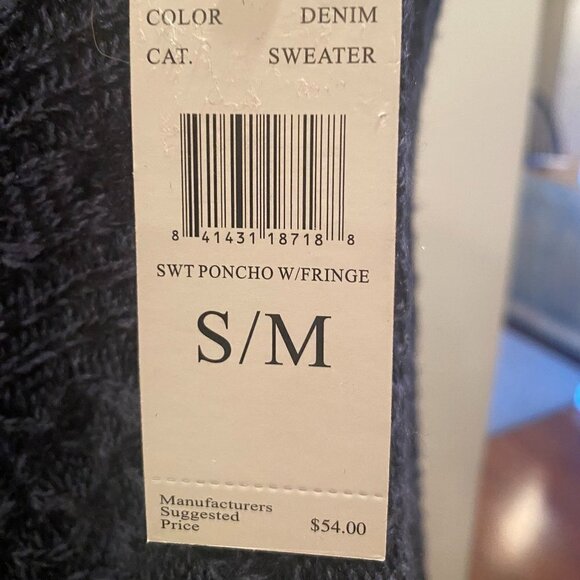 COLOR DENIM
CAT. SWEATER
8 41431 18718 8
SWT PONCHO W/FRINGE
S/M
Manufacturers
Suggested
Price $54.00